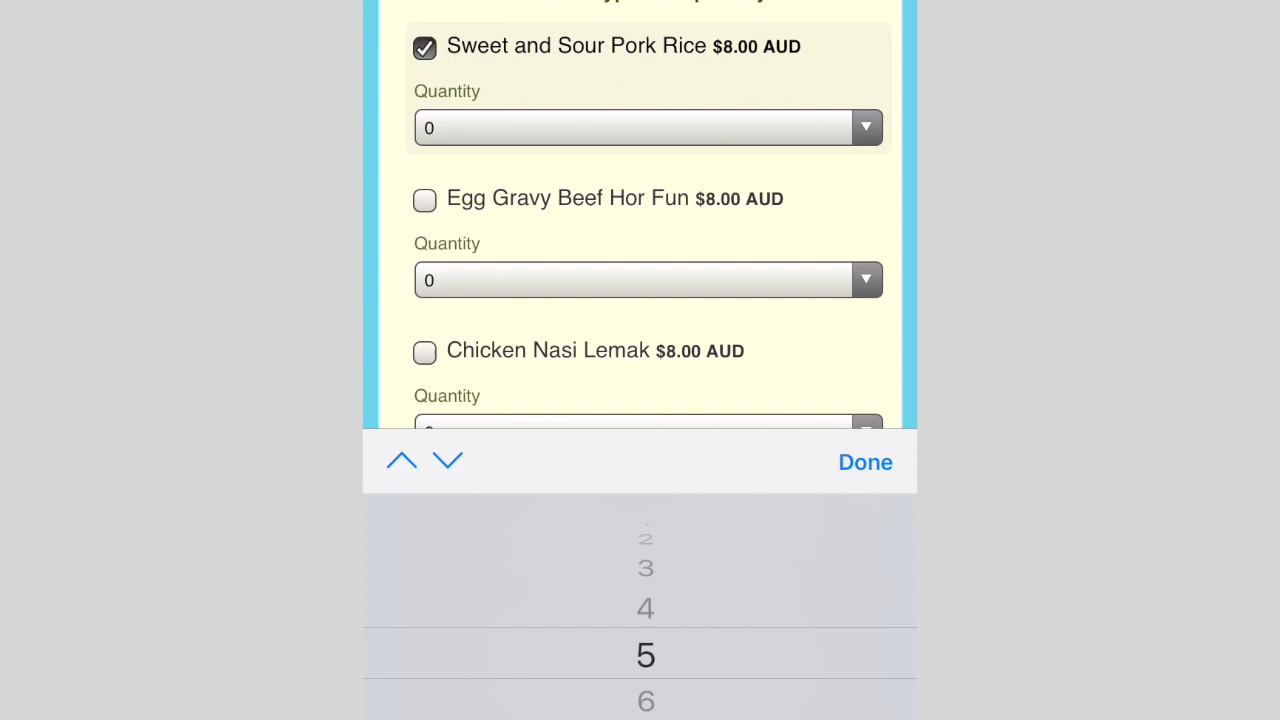 Sweet and Sour Pork Rice $8.00 AUD
Quantity
0
Egg Gravy Beef Hor Fun $8.00 AUD
Quantity
0
Chicken Nasi Lemak $8.00 AUD
Quantity
Done
2
3
4
5
6